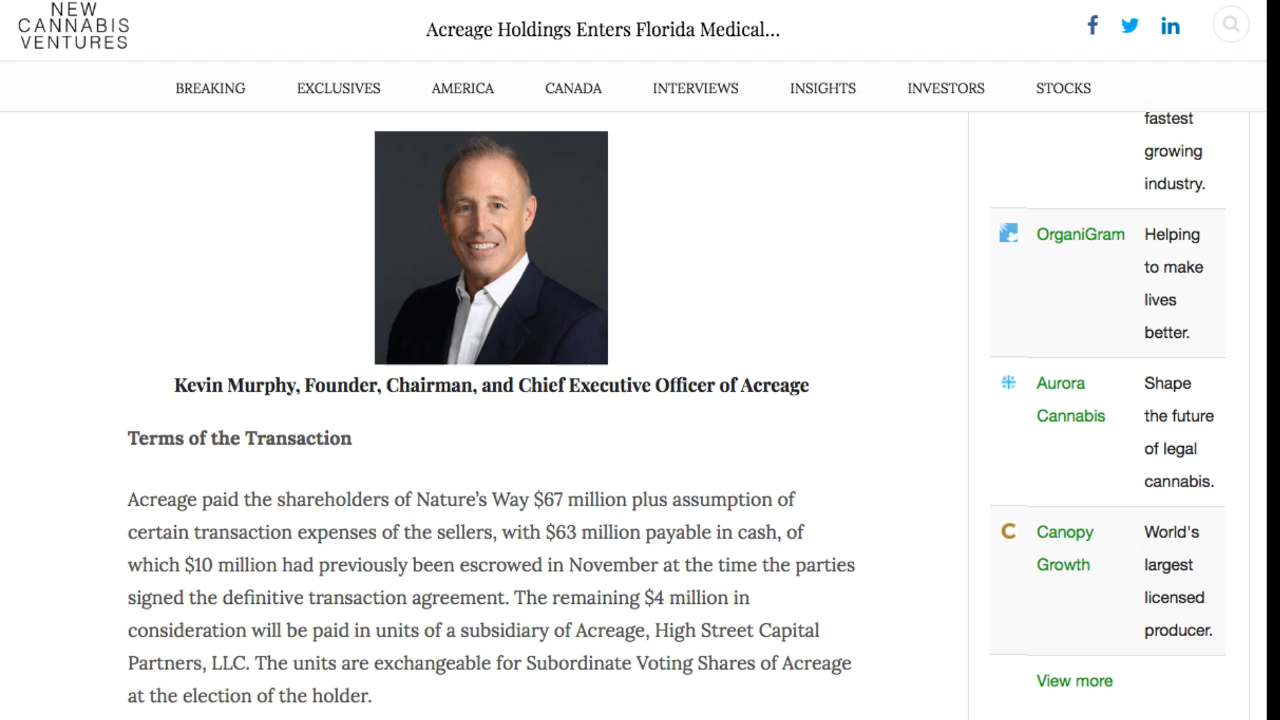 NEW
CANNABIS
VENTURES
Acreage Holdings Enters Florida Medical...
BREAKING EXCLUSIVES AMERICA CANADA INTERVIEWS INSIGHTS INVESTORS STOCKS
Kevin Murphy, Founder, Chairman, and Chief Executive Officer of Acreage
Terms of the Transaction
Acreage paid the shareholders of Nature’s Way $67 million plus assumption of
certain transaction expenses of the sellers, with $63 million payable in cash, of
which $10 million had previously been escrowed in November at the time the parties
signed the definitive transaction agreement. The remaining $4 million in
consideration will be paid in units of a subsidiary of Acreage, High Street Capital
Partners, LLC. The units are exchangeable for Subordinate Voting Shares of Acreage
at the election of the holder.
fastest
growing
industry.
OrganiGram Helping
to make
lives
better.
Aurora Shape
Cannabis the future
of legal
cannabis.
Canopy World's
Growth largest
licensed
producer.
View more